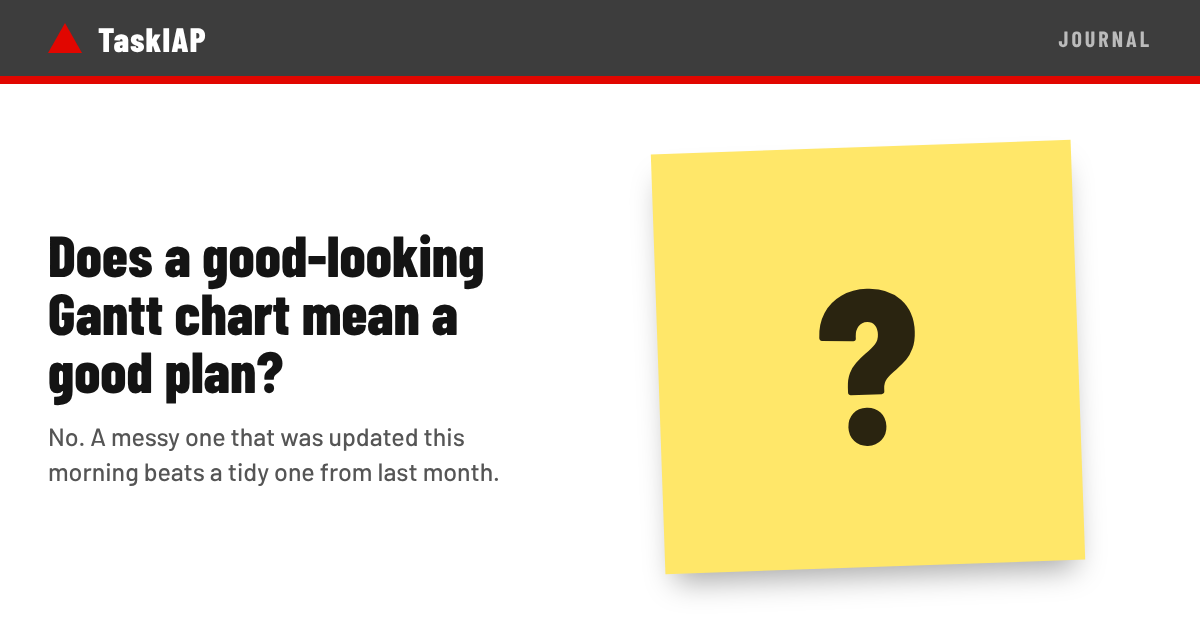 TaskIAP
JOURNAL
Does a good-looking
Gantt chart mean a
good plan?
No. A messy one that was updated this
morning beats a tidy one from last month.
?